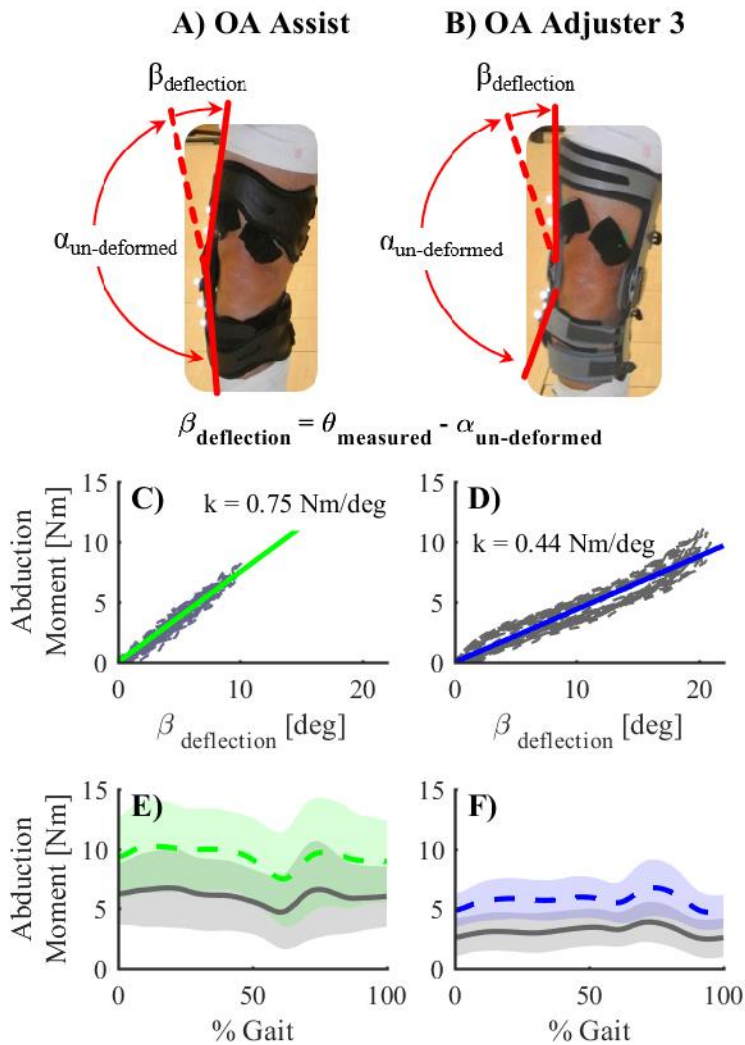 A) OA Assist
B) OA Adjuster 3
βdeflection
βdeflection
αun-deformed
αun-deformed
βdeflection = θmeasured - αun-deformed
15
10
5
0
Abduction
Moment [Nm]
C)
k = 0.75 Nm/deg
0 10 20
β deflection [deg]
15
10
5
0
D)
k = 0.44 Nm/deg
0 10 20
β deflection [deg]
15
10
5
0
Abduction
Moment [Nm]
E)
0 50 100
% Gait
15
10
5
0
F)
0 50 100
% Gait